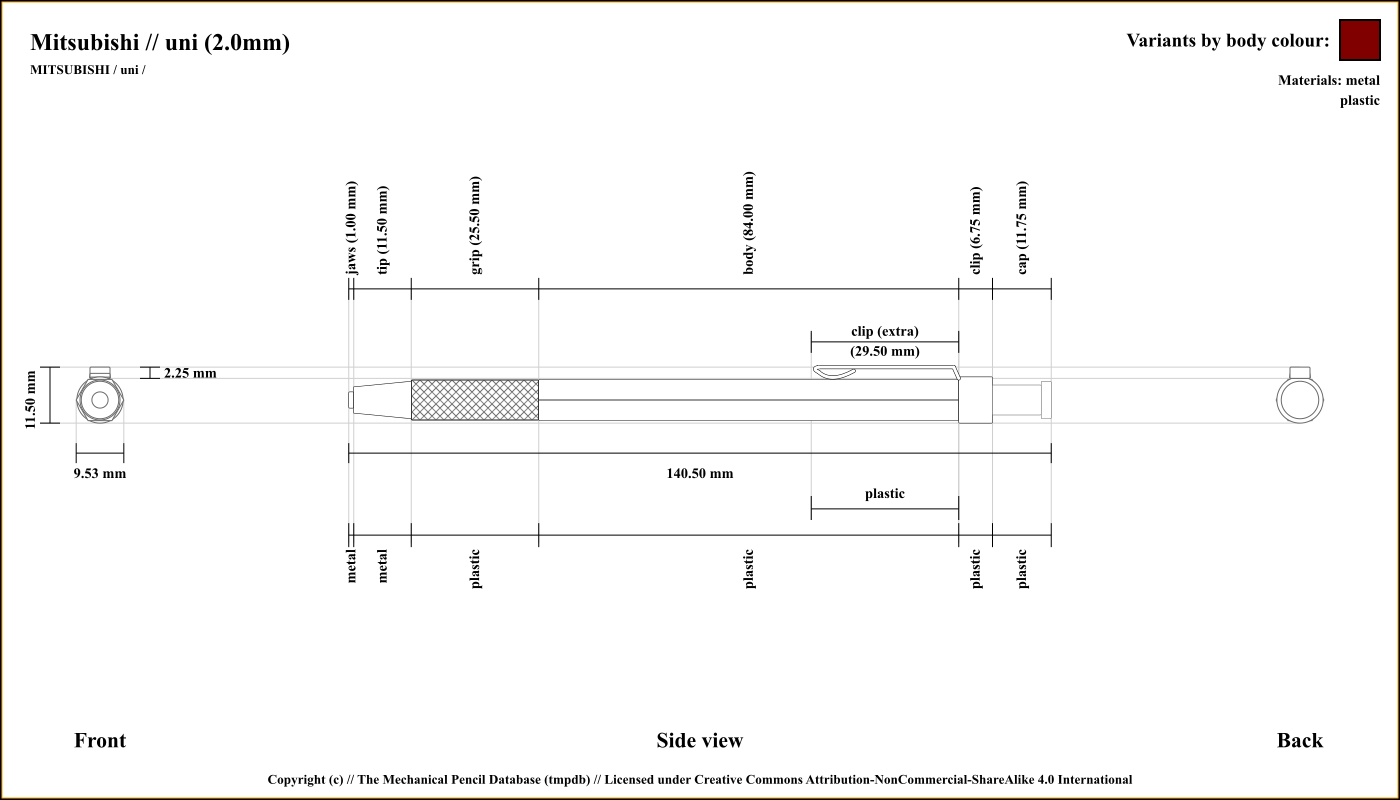 Mitsubishi // uni (2.0mm)
MITSUBISHI / uni /
Variants by body colour:
Materials: metal
plastic
jaws (1.00 mm)
tip (11.50 mm)
grip (25.50 mm)
body (84.00 mm)
clip (6.75 mm)
cap (11.75 mm)
clip (extra)
(29.50 mm)
2.25 mm
11.50 mm
9.53 mm
140.50 mm
plastic
metal
metal
plastic
plastic
plastic
plastic
Front
Side view
Back
Copyright (c) // The Mechanical Pencil Database (tmpdb) // Licensed under Creative Commons Attribution-NonCommercial-ShareAlike 4.0 International